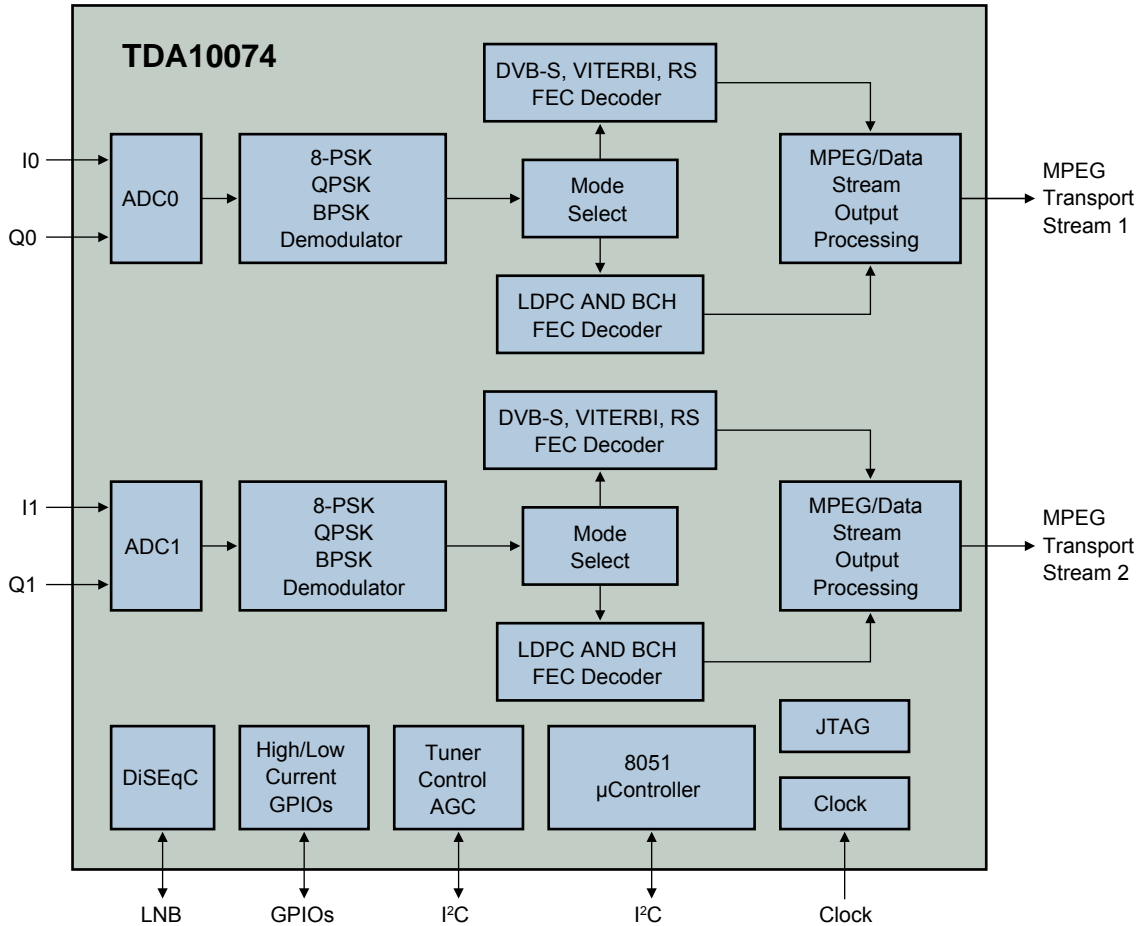 TDA10074
I0
Q0
ADC0
8-PSK
QPSK
BPSK
Demodulator
DVB-S, VITERBI, RS
FEC Decoder
Mode
Select
LDPC AND BCH
FEC Decoder
MPEG/Data
Stream
Output
Processing
MPEG
Transport
Stream 1
I1
Q1
ADC1
8-PSK
QPSK
BPSK
Demodulator
DVB-S, VITERBI, RS
FEC Decoder
Mode
Select
LDPC AND BCH
FEC Decoder
MPEG/Data
Stream
Output
Processing
MPEG
Transport
Stream 2
DiSEqC
High/Low
Current
GPIOs
Tuner
Control
AGC
8051
µController
JTAG
Clock
LNB
GPIOs
I²C
I²C
Clock